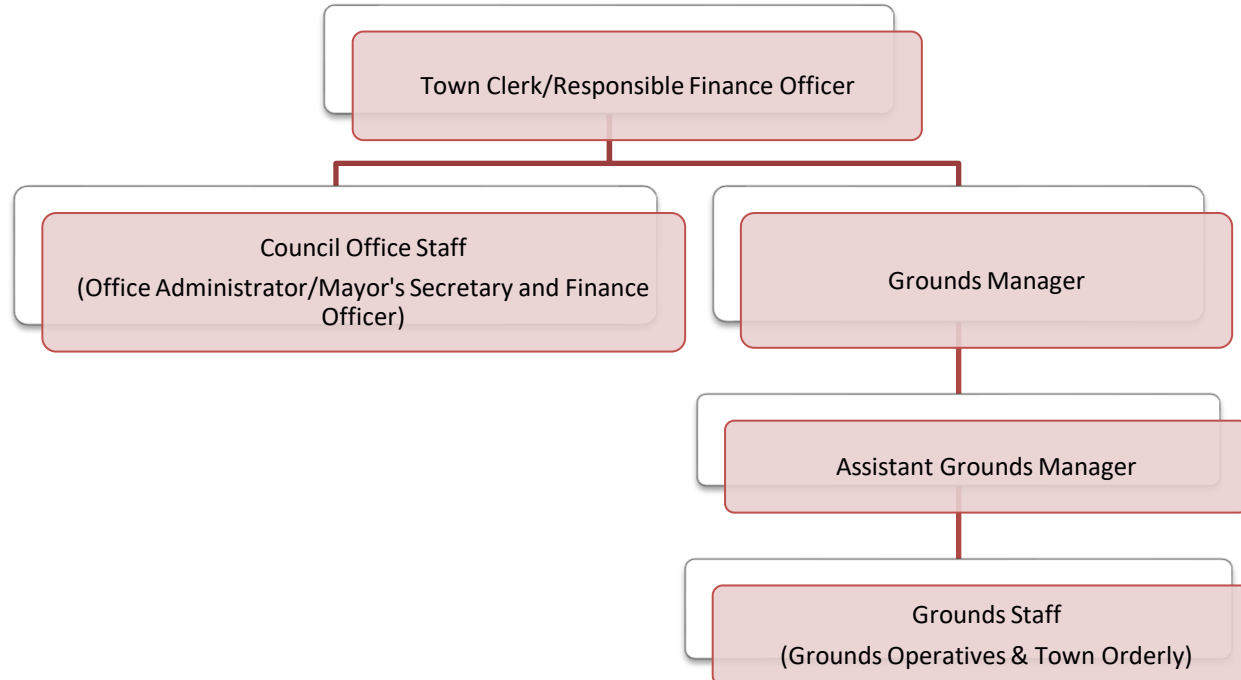 Town Clerk/Responsible Finance Officer
Council Office Staff
(Office Administrator/Mayor's Secretary and Finance
Officer)
Grounds Manager
Assistant Grounds Manager
Grounds Staff
(Grounds Operatives & Town Orderly)